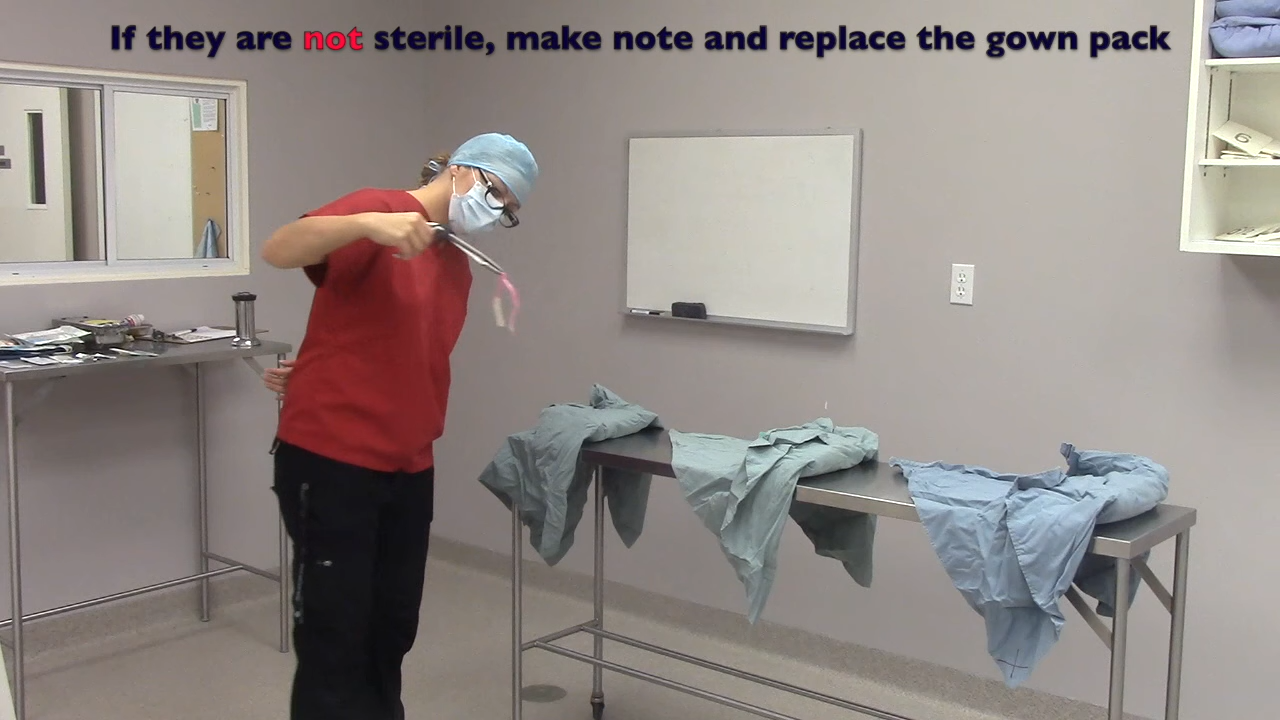 If they are not sterile, make note and replace the gown pack